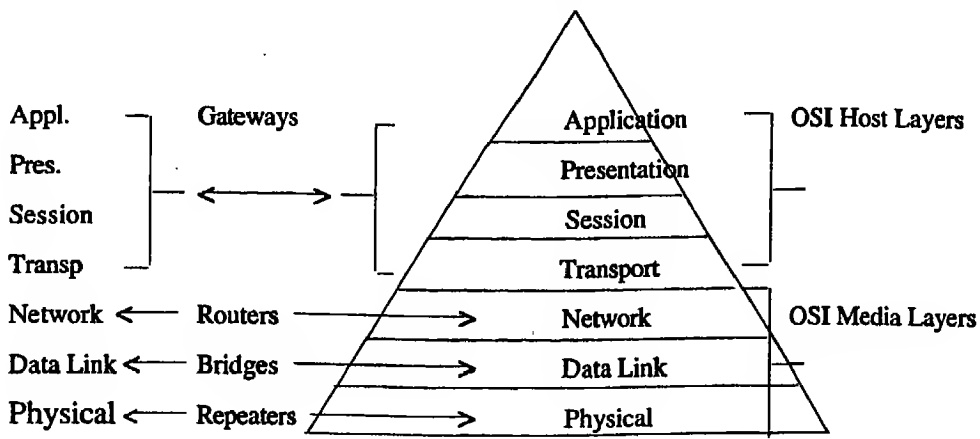 Appl. Gateways Application OSI Host Layers
Pres. Presentation
Session Session
Transp Transport
Network Routers Network OSI Media Layers
Data Link Bridges Data Link
Physical Repeaters Physical